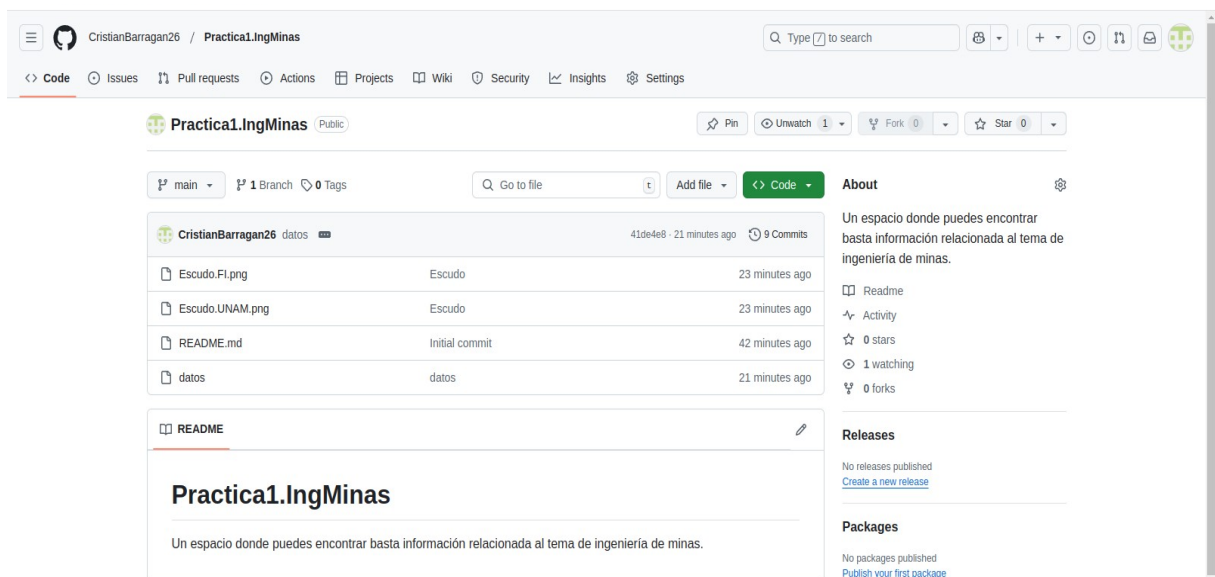 CristianBarragan26 / Practica1.IngMinas
Type / to search
Code Issues Pull requests Actions Projects Wiki Security Insights Settings
Practica1.IngMinas Public
Pin Unwatch 1 Fork 0 Star 0
main 1 Branch 0 Tags
Go to file t Add file Code
CristianBarragan26 datos 41de4e8 · 21 minutes ago 9 Commits
Escudo.FI.png Escudo 23 minutes ago
Escudo.UNAM.png Escudo 23 minutes ago
README.md Initial commit 42 minutes ago
datos datos 21 minutes ago
README
Practica1.IngMinas
Un espacio donde puedes encontrar basta información relacionada al tema de ingeniería de minas.
About
Un espacio donde puedes encontrar
basta información relacionada al tema de
ingeniería de minas.
Readme
Activity
0 stars
1 watching
0 forks
Releases
No releases published
Create a new release
Packages
No packages published
Publish your first package